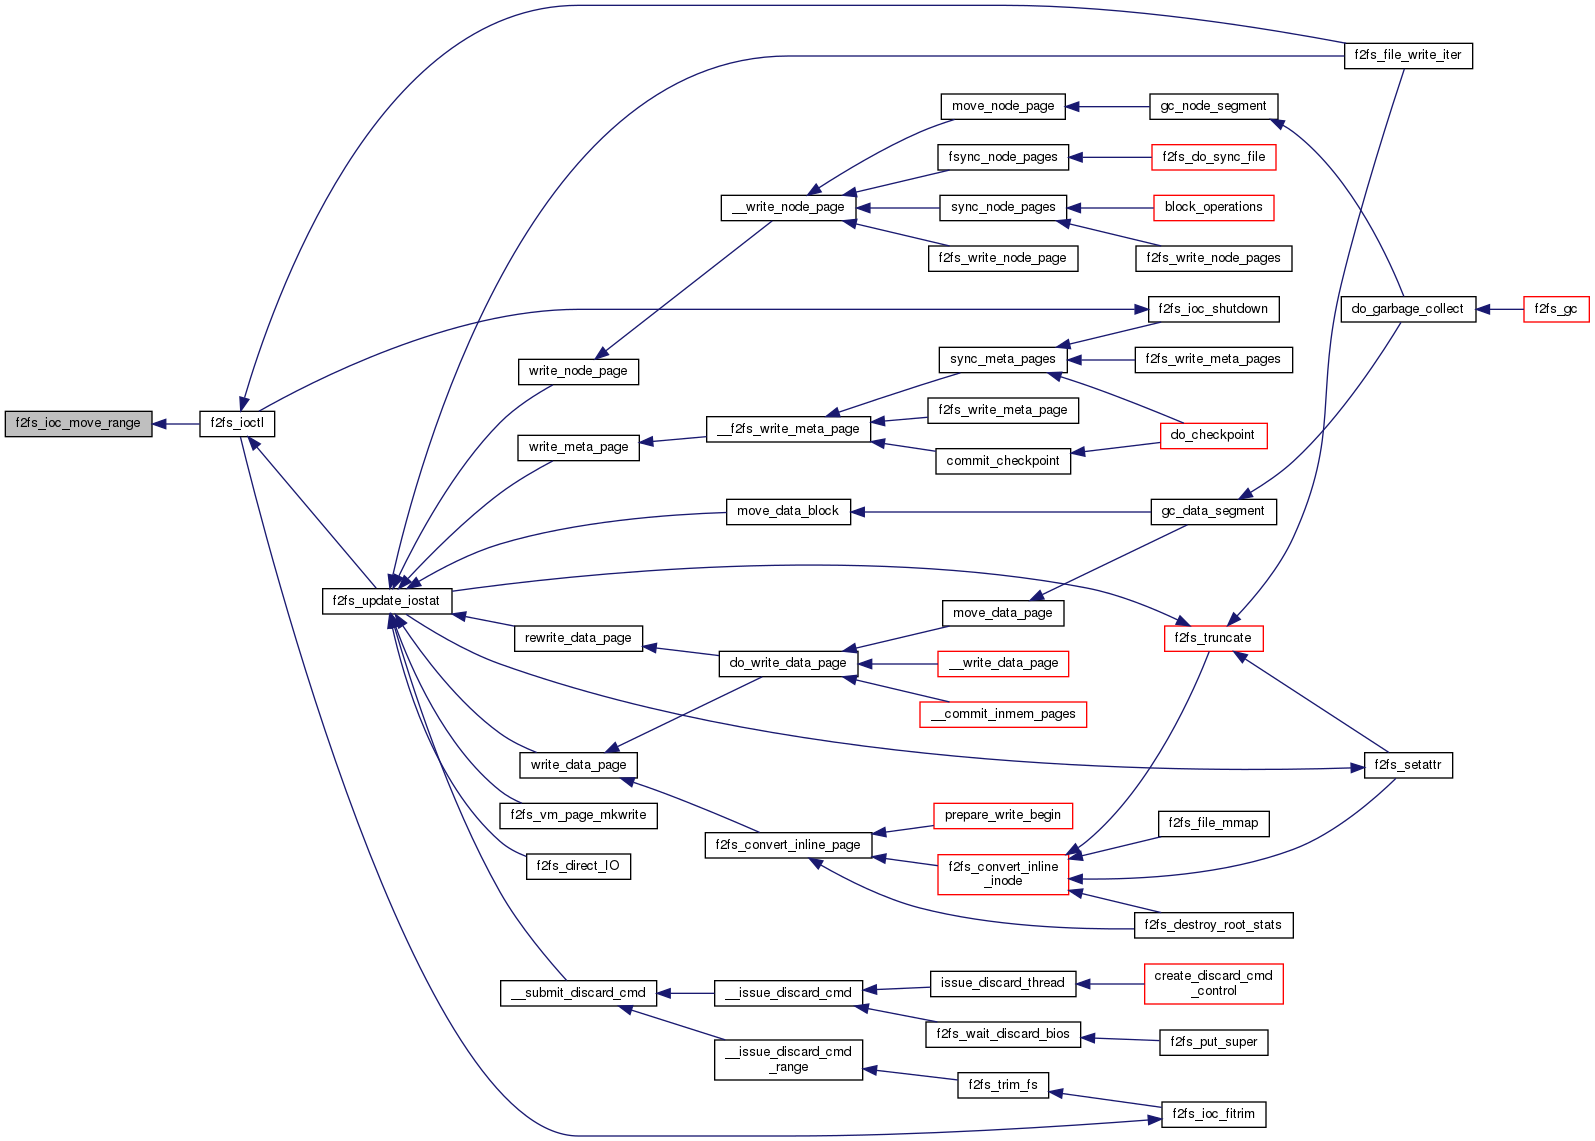 f2fs_file_write_iter
move_node_page
gc_node_segment
fsync_node_pages
f2fs_do_sync_file
__write_node_page
sync_node_pages
block_operations
f2fs_write_node_page
f2fs_write_node_pages
f2fs_ioc_shutdown
do_garbage_collect
f2fs_gc
write_node_page
sync_meta_pages
f2fs_write_meta_pages
f2fs_ioc_move_range
f2fs_ioctl
f2fs_write_meta_page
__f2fs_write_meta_page
do_checkpoint
write_meta_page
commit_checkpoint
move_data_block
gc_data_segment
f2fs_update_iostat
move_data_page
rewrite_data_page
f2fs_truncate
do_write_data_page
__write_data_page
__commit_inmem_pages
write_data_page
f2fs_setattr
f2fs_vm_page_mkwrite
prepare_write_begin
f2fs_file_mmap
f2fs_convert_inline_page
f2fs_direct_IO
f2fs_convert_inline
_inode
f2fs_destroy_root_stats
__submit_discard_cmd
__issue_discard_cmd
issue_discard_thread
create_discard_cmd
_control
f2fs_wait_discard_bios
f2fs_put_super
__issue_discard_cmd
_range
f2fs_trim_fs
f2fs_ioc_fitrim